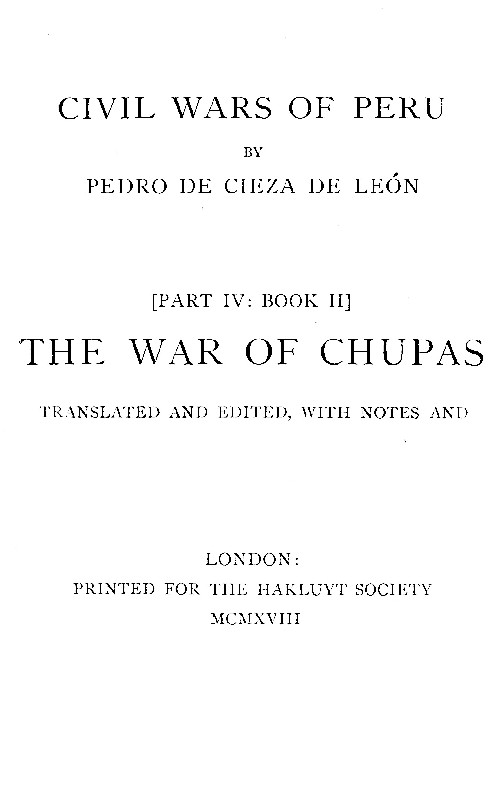 CIVIL WARS OF PERU
BY
PEDRO DE CIEZA DE LEÓN
[PART IV: BOOK II]
THE WAR OF CHUPAS
TRANSLATED AND EDITED, WITH NOTES AND
LONDON:
PRINTED FOR THE HAKLUYT SOCIETY
MCMXVIII